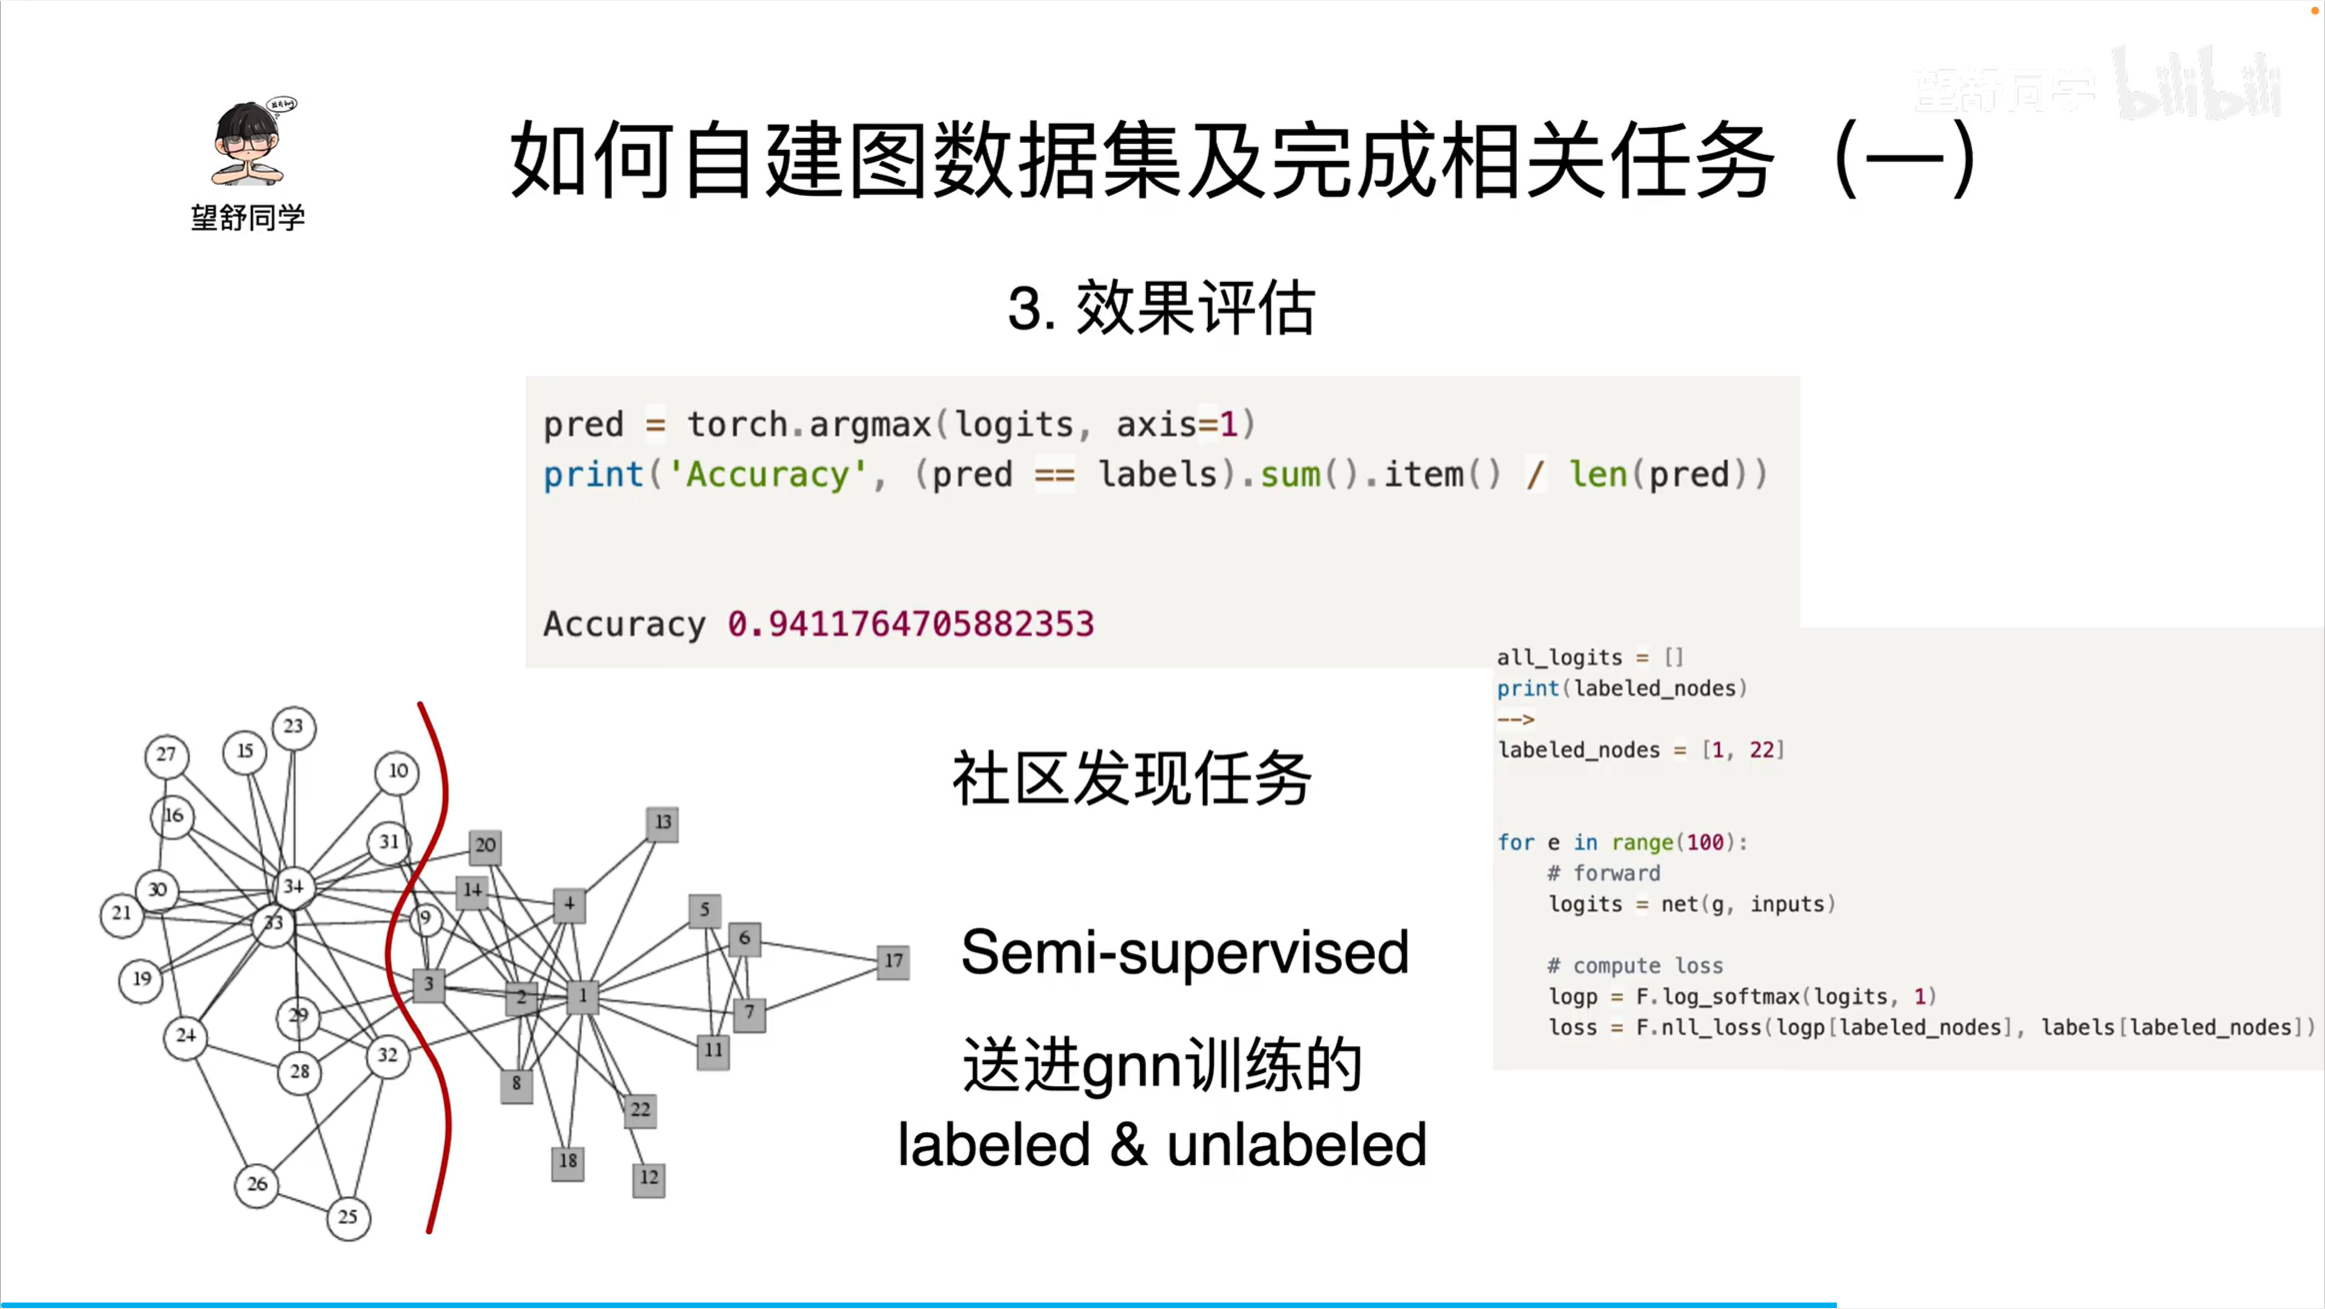 望舒同学 bilibili
如何自建图数据集及完成相关任务（一）
望舒同学
3. 效果评估
pred = torch.argmax(logits, axis=1)
print('Accuracy', (pred == labels).sum().item() / len(pred))
Accuracy 0.9411764705882353
all_logits = []
print(labeled_nodes)
-->
labeled_nodes = [1, 22]
for e in range(100):
# forward
logits = net(g, inputs)
# compute loss
logp = F.log_softmax(logits, 1)
loss = F.nll_loss(logp[labeled_nodes], labels[labeled_nodes])
社区发现任务
Semi-supervised
送进gnn训练的
labeled & unlabeled
23
27
15
10
16
31
20
13
30
34
14
4
21
33
9
5
6
19
3
2
1
17
24
29
7
28
32
11
8
22
18
12
26
25